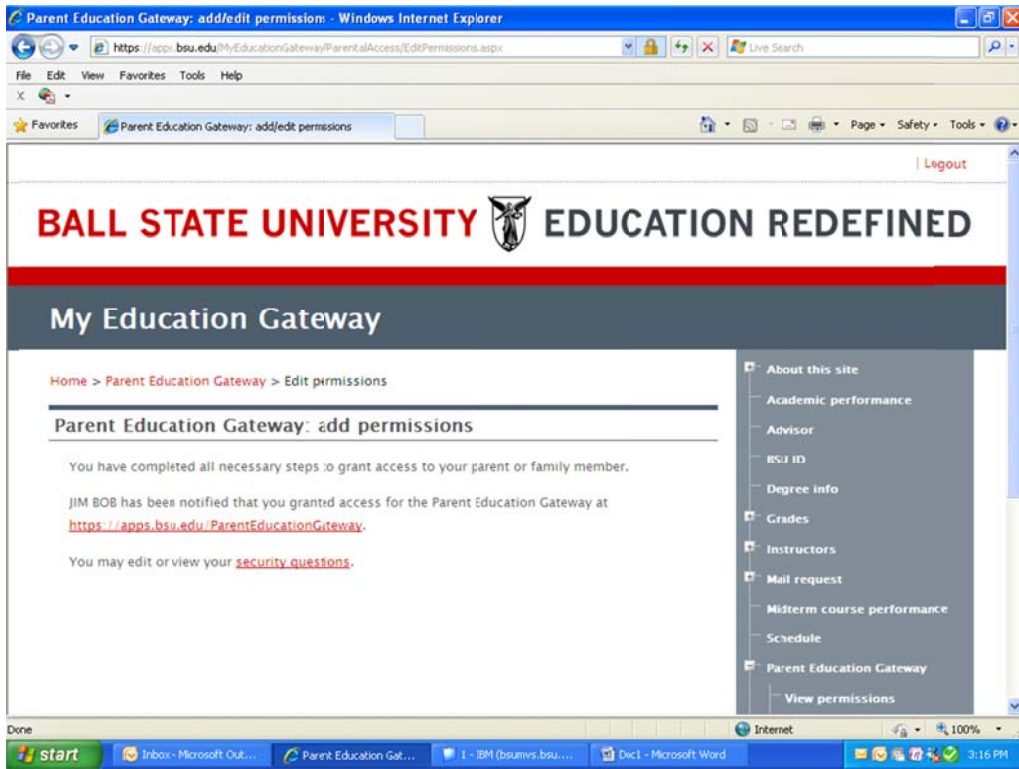 Parent Education Gateway: add/edit permissions - Windows Internet Explorer
https://apps.bsu.edu/MyEducationGateway/ParentalAccess/EditPermissions.aspx
Live Search
File Edit View Favorites Tools Help
X
Favorites
Parent Education Gateway: add/edit permissions
Page Safety Tools
| Logout
BALL STATE UNIVERSITY EDUCATION REDEFINED
My Education Gateway
Home > Parent Education Gateway > Edit permissions
Parent Education Gateway: add permissions
You have completed all necessary steps to grant access to your parent or family member.
JIM BOB has been notified that you granted access for the Parent Education Gateway at
https://apps.bsu.edu/ParentEducationGateway.
You may edit or view your security questions.
About this site
Academic performance
Advisor
BSU ID
Degree info
Grades
Instructors
Mail request
Midterm course performance
Schedule
Parent Education Gateway
View permissions
Done
Internet
100%
start
Inbox - Microsoft Out...
Parent Education Gat...
1 - IBM (bsumvs.bsu....
Doc1 - Microsoft Word
3:16 PM